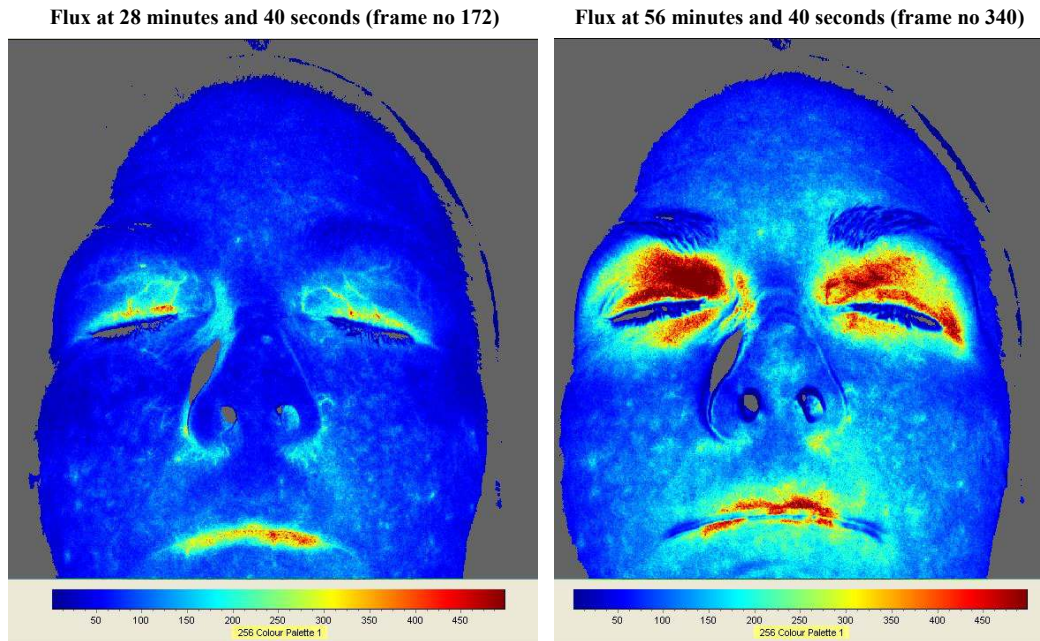 Flux at 28 minutes and 40 seconds (frame no 172)
Flux at 56 minutes and 40 seconds (frame no 340)
50 100 150 200 250 300 350 400 450
256 Colour Palette 1
50 100 150 200 250 300 350 400 450
256 Colour Palette 1